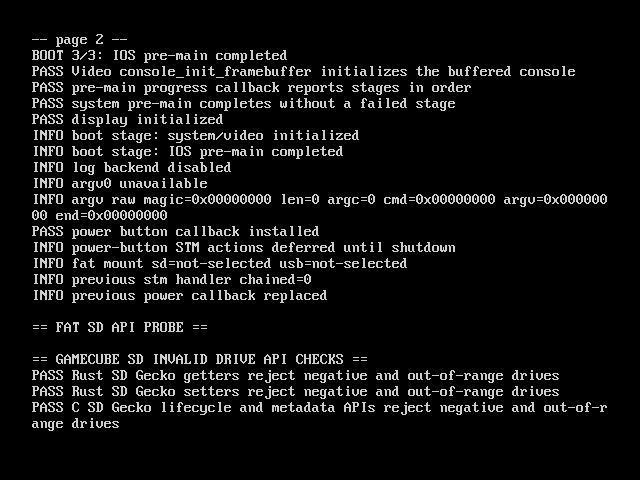 -- page 2 --
BOOT 3/3: IOS pre-main completed
PASS Video console_init_framebuffer initializes the buffered console
PASS pre-main progress callback reports stages in order
PASS system pre-main completes without a failed stage
PASS display initialized
INFO boot stage: system/video initialized
INFO boot stage: IOS pre-main completed
INFO log backend disabled
INFO argv0 unavailable
INFO argv raw magic=0x00000000 len=0 argc=0 cmd=0x00000000 argv=0x000000
00 end=0x00000000
PASS power button callback installed
INFO power-button STM actions deferred until shutdown
INFO fat mount sd=not-selected usb=not-selected
INFO previous stm handler chained=0
INFO previous power callback replaced
== FAT SD API PROBE ==
== GAMECUBE SD INVALID DRIVE API CHECKS ==
PASS Rust SD Gecko getters reject negative and out-of-range drives
PASS Rust SD Gecko setters reject negative and out-of-range drives
PASS C SD Gecko lifecycle and metadata APIs reject negative and out-of-r
ange drives